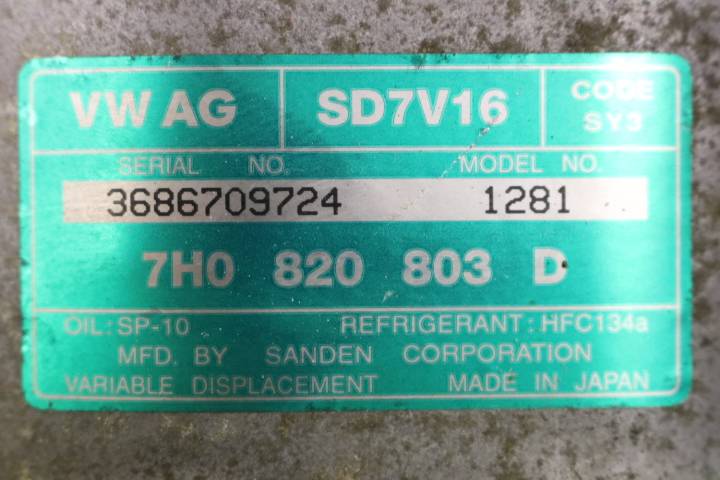 VW AG SD7V16 CODE SY3
SERIAL NO. MODEL NO.
3686709724 1281
7H0 820 803 D
OIL: SP-10 REFRIGERANT: HFC134a
MFD. BY SANDEN CORPORATION
VARIABLE DISPLACEMENT MADE IN JAPAN